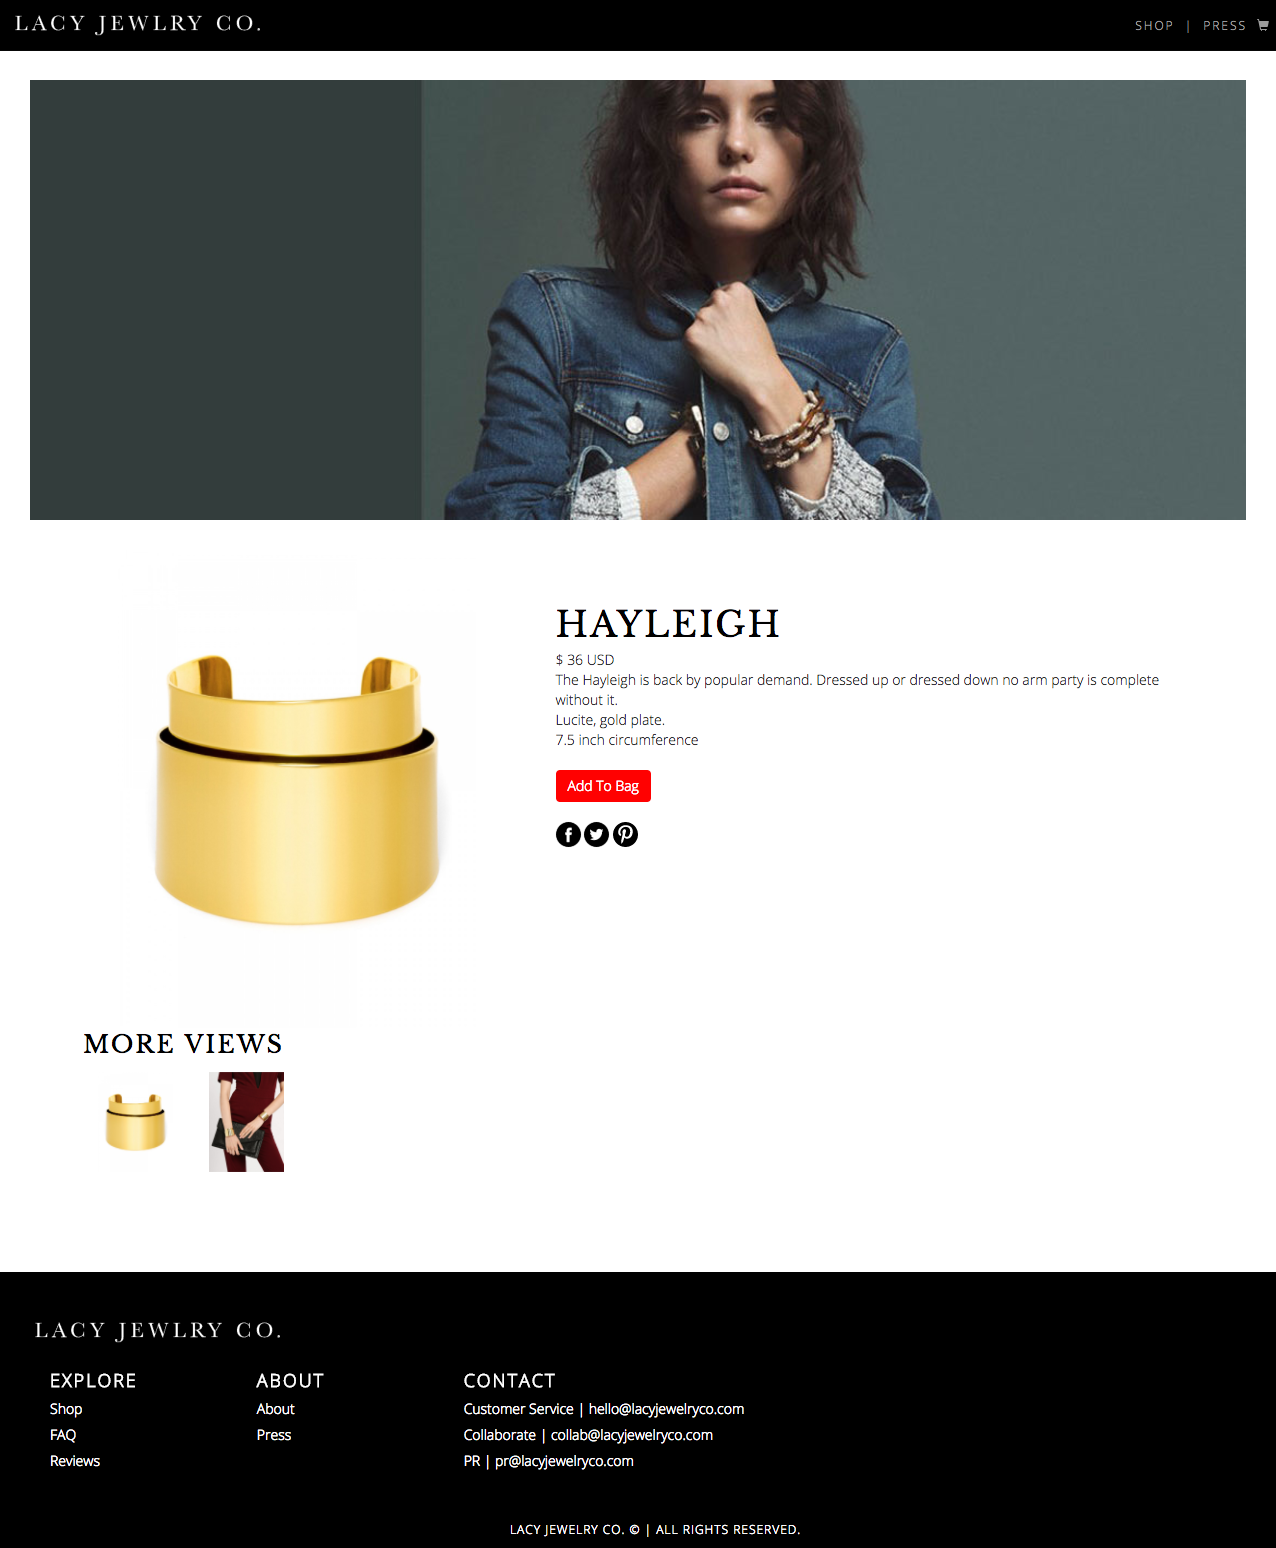 LACY JEWLRY CO.
SHOP | PRESS
HAYLEIGH
$ 36 USD
The Hayleigh is back by popular demand. Dressed up or dressed down no arm party is complete
without it.
Lucite, gold plate.
7.5 inch circumference
Add To Bag
MORE VIEWS
LACY JEWLRY CO.
EXPLORE
Shop
FAQ
Reviews
ABOUT
About
Press
CONTACT
Customer Service | hello@lacyjewelryco.com
Collaborate | collab@lacyjewelryco.com
PR | pr@lacyjewelryco.com
LACY JEWELRY CO. © | ALL RIGHTS RESERVED.